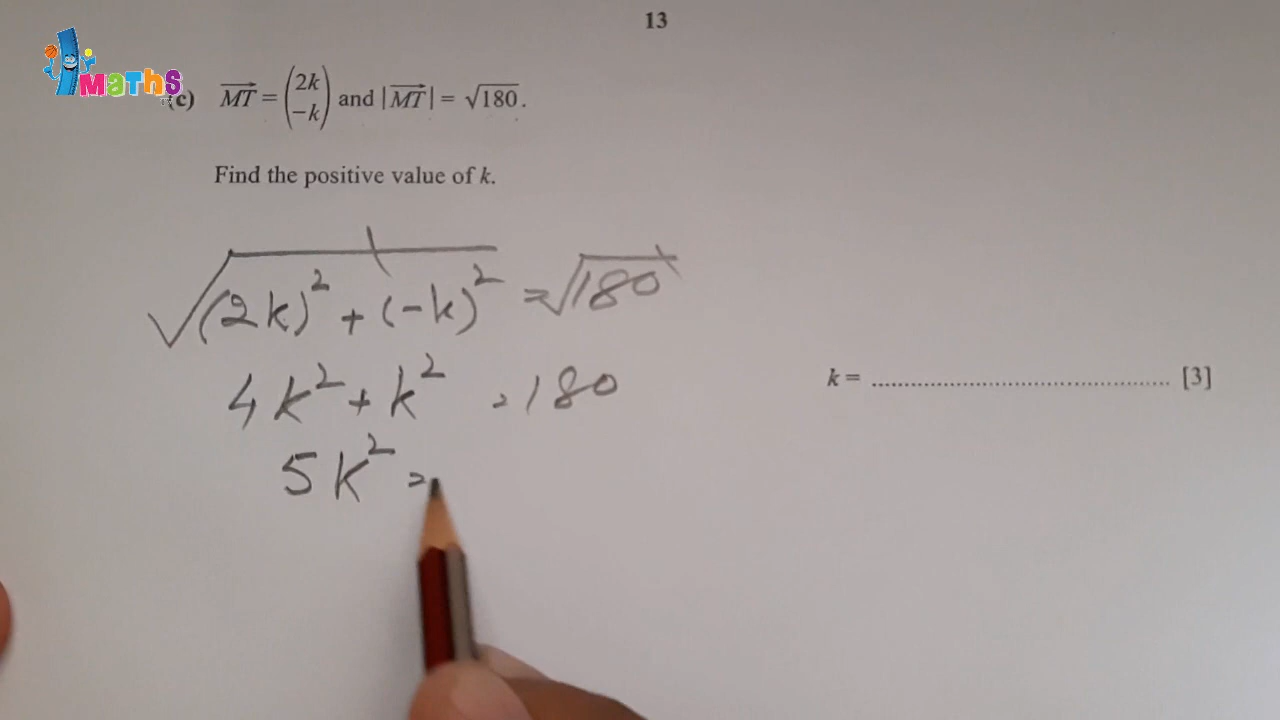 13
maths
(c) MT = (2k -k) and |MT| = √180.
Find the positive value of k.
√(2k)² + (-k)² = √180
4k² + k² = 180
k = ........................................ [3]
5k² =